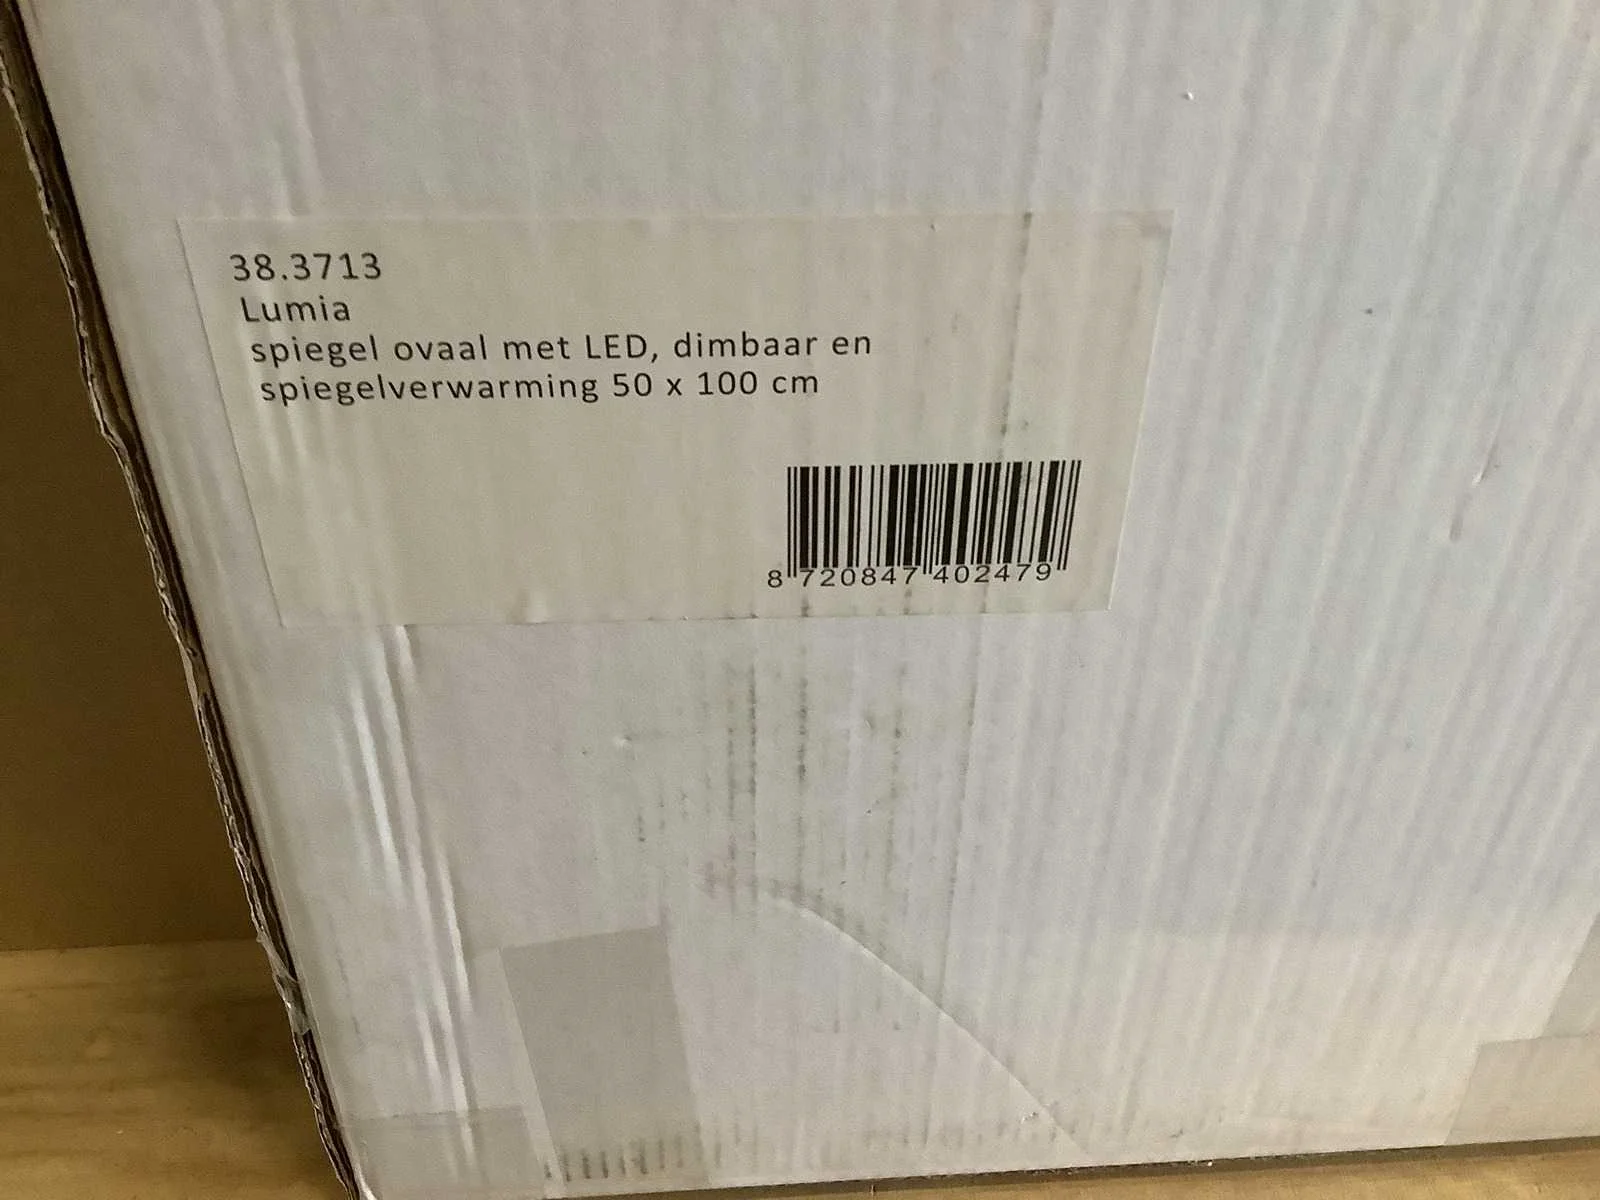 38.3713
Lumia
spiegel ovaal met LED, dimbaar en
spiegelverwarming 50 x 100 cm
8 720847 402479